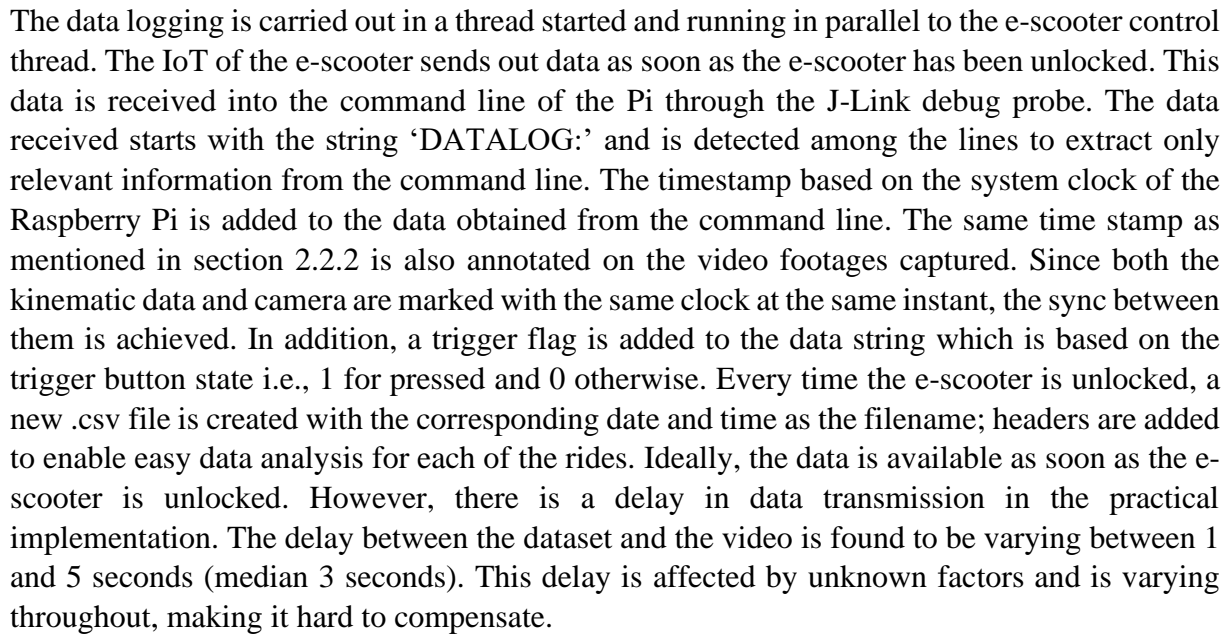 The data logging is carried out in a thread started and running in parallel to the e-scooter control
thread. The IoT of the e-scooter sends out data as soon as the e-scooter has been unlocked. This
data is received into the command line of the Pi through the J-Link debug probe. The data
received starts with the string ‘DATALOG:’ and is detected among the lines to extract only
relevant information from the command line. The timestamp based on the system clock of the
Raspberry Pi is added to the data obtained from the command line. The same time stamp as
mentioned in section 2.2.2 is also annotated on the video footages captured. Since both the
kinematic data and camera are marked with the same clock at the same instant, the sync between
them is achieved. In addition, a trigger flag is added to the data string which is based on the
trigger button state i.e., 1 for pressed and 0 otherwise. Every time the e-scooter is unlocked, a
new .csv file is created with the corresponding date and time as the filename; headers are added
to enable easy data analysis for each of the rides. Ideally, the data is available as soon as the e-
scooter is unlocked. However, there is a delay in data transmission in the practical
implementation. The delay between the dataset and the video is found to be varying between 1
and 5 seconds (median 3 seconds). This delay is affected by unknown factors and is varying
throughout, making it hard to compensate.